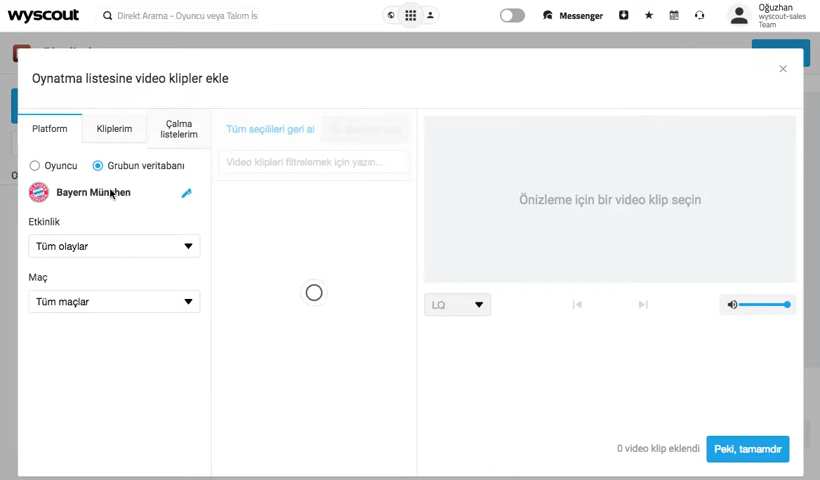 wyscout
Direkt Arama - Oyuncu veya Takım İs
Messenger
Oğuzhan
wyscout-sales
Team
Oynatma listesine video klipler ekle
Platform
Kliplerim
Çalma
listelerim
Tüm seçilileri geri al
Video klipleri filtrelemek için yazın...
Oyuncu
Grubun veritabanı
Bayern München
Etkinlik
Tüm olaylar
Maç
Tüm maçlar
Önizleme için bir video klip seçin
LQ
0 video klip eklendi
Peki, tamamdır